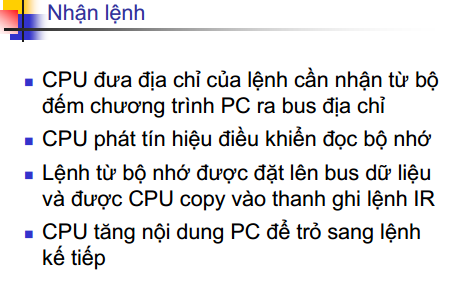 Nhận lệnh
CPU đưa địa chỉ của lệnh cần nhận từ bộ
đếm chương trình PC ra bus địa chỉ
CPU phát tín hiệu điều khiển đọc bộ nhớ
Lệnh từ bộ nhớ được đặt lên bus dữ liệu
và được CPU copy vào thanh ghi lệnh IR
CPU tăng nội dung PC để trỏ sang lệnh
kế tiếp